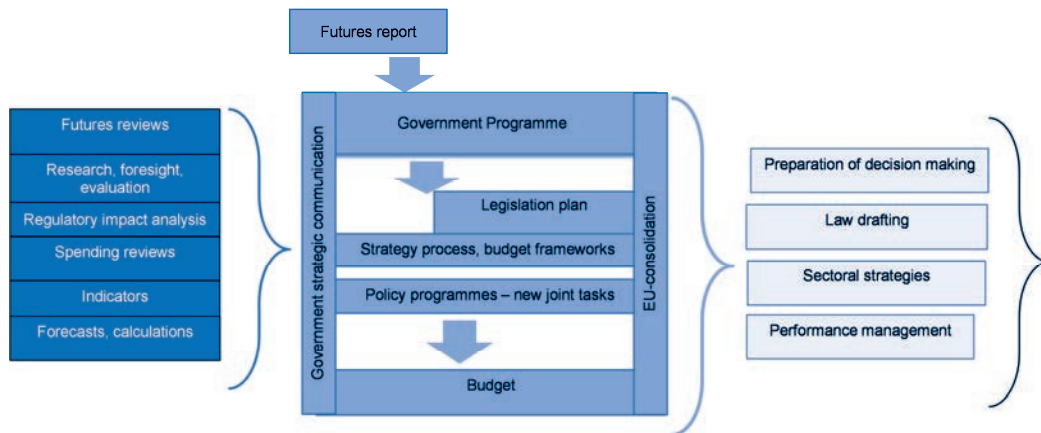 Futures report
Futures reviews
Research, foresight,
evaluation
Regulatory impact analysis
Spending reviews
Indicators
Forecasts, calculations
Government strategic communication
Government Programme
Legislation plan
Strategy process, budget frameworks
Policy programmes – new joint tasks
Budget
EU-consolidation
Preparation of decision making
Law drafting
Sectoral strategies
Performance management